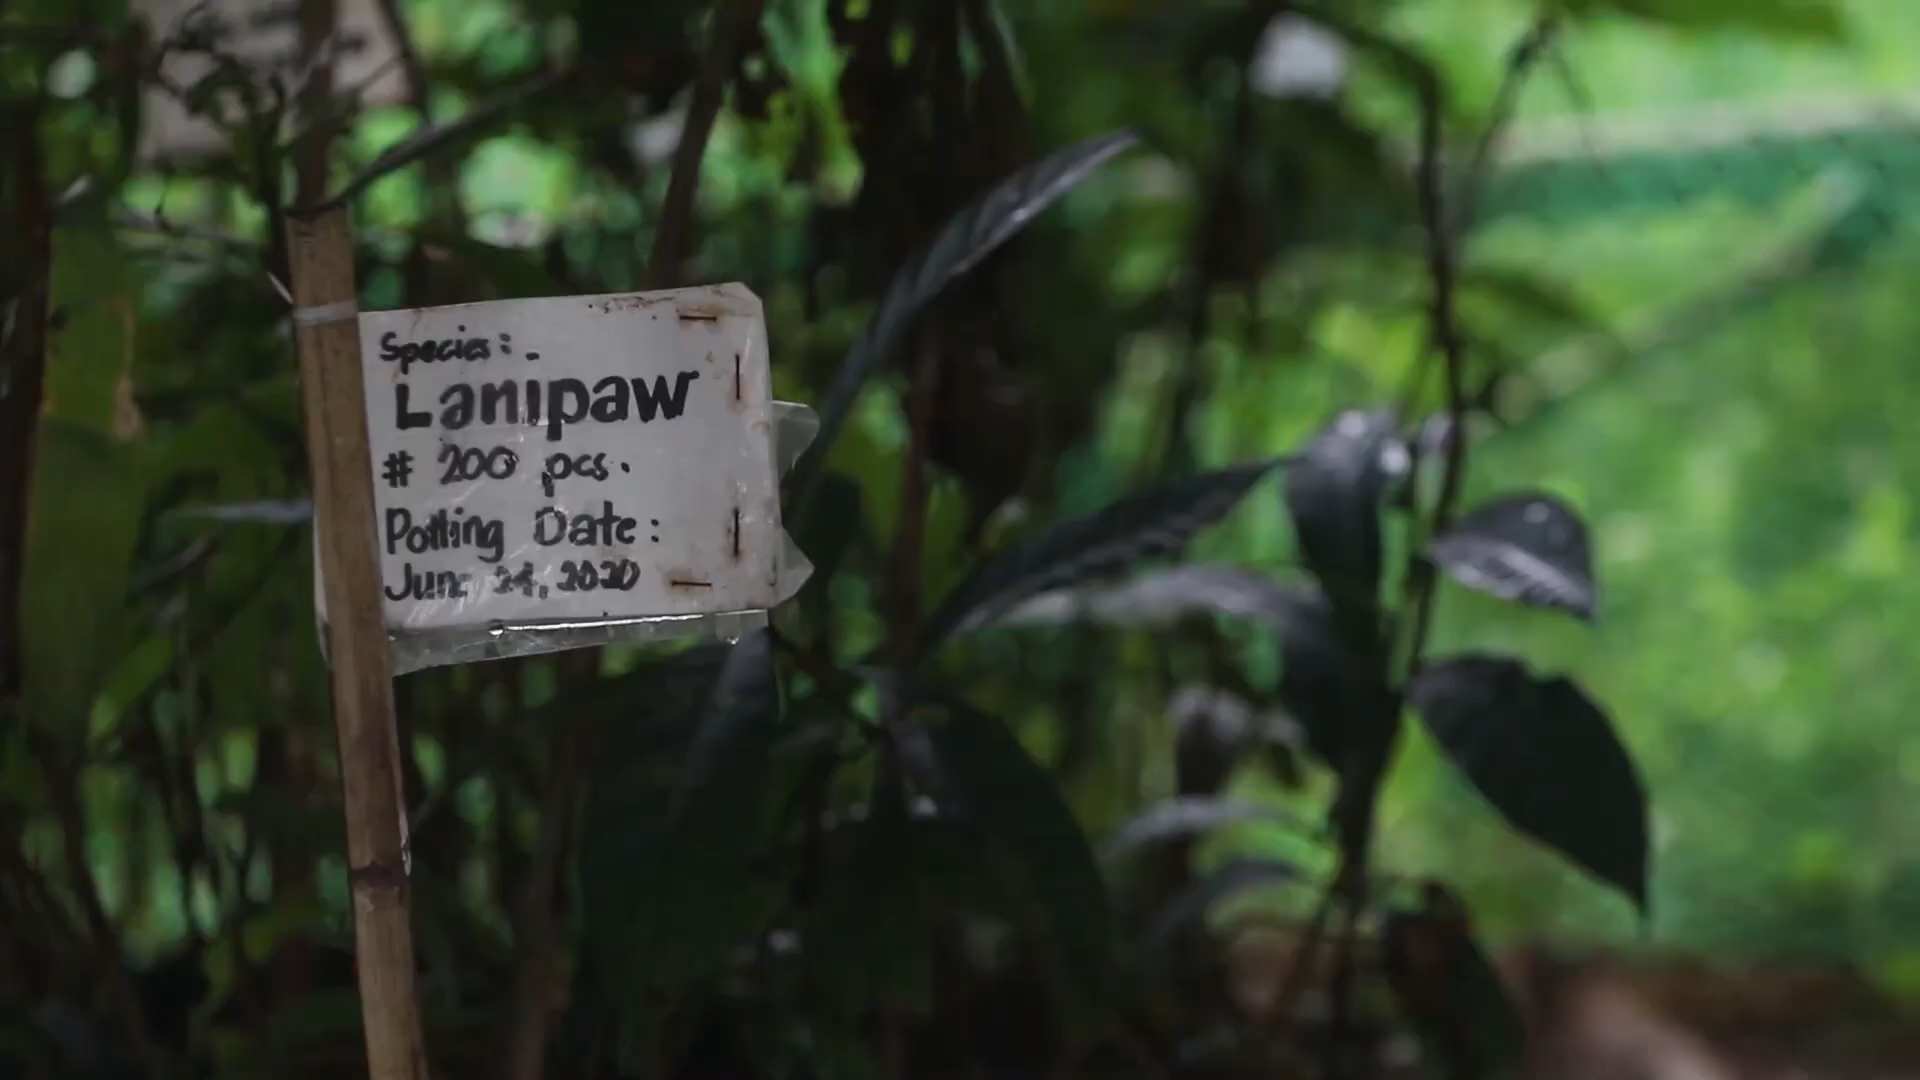 Species:-
Lanipaw
# 200 pcs.
Potting Date:
June 24, 2020